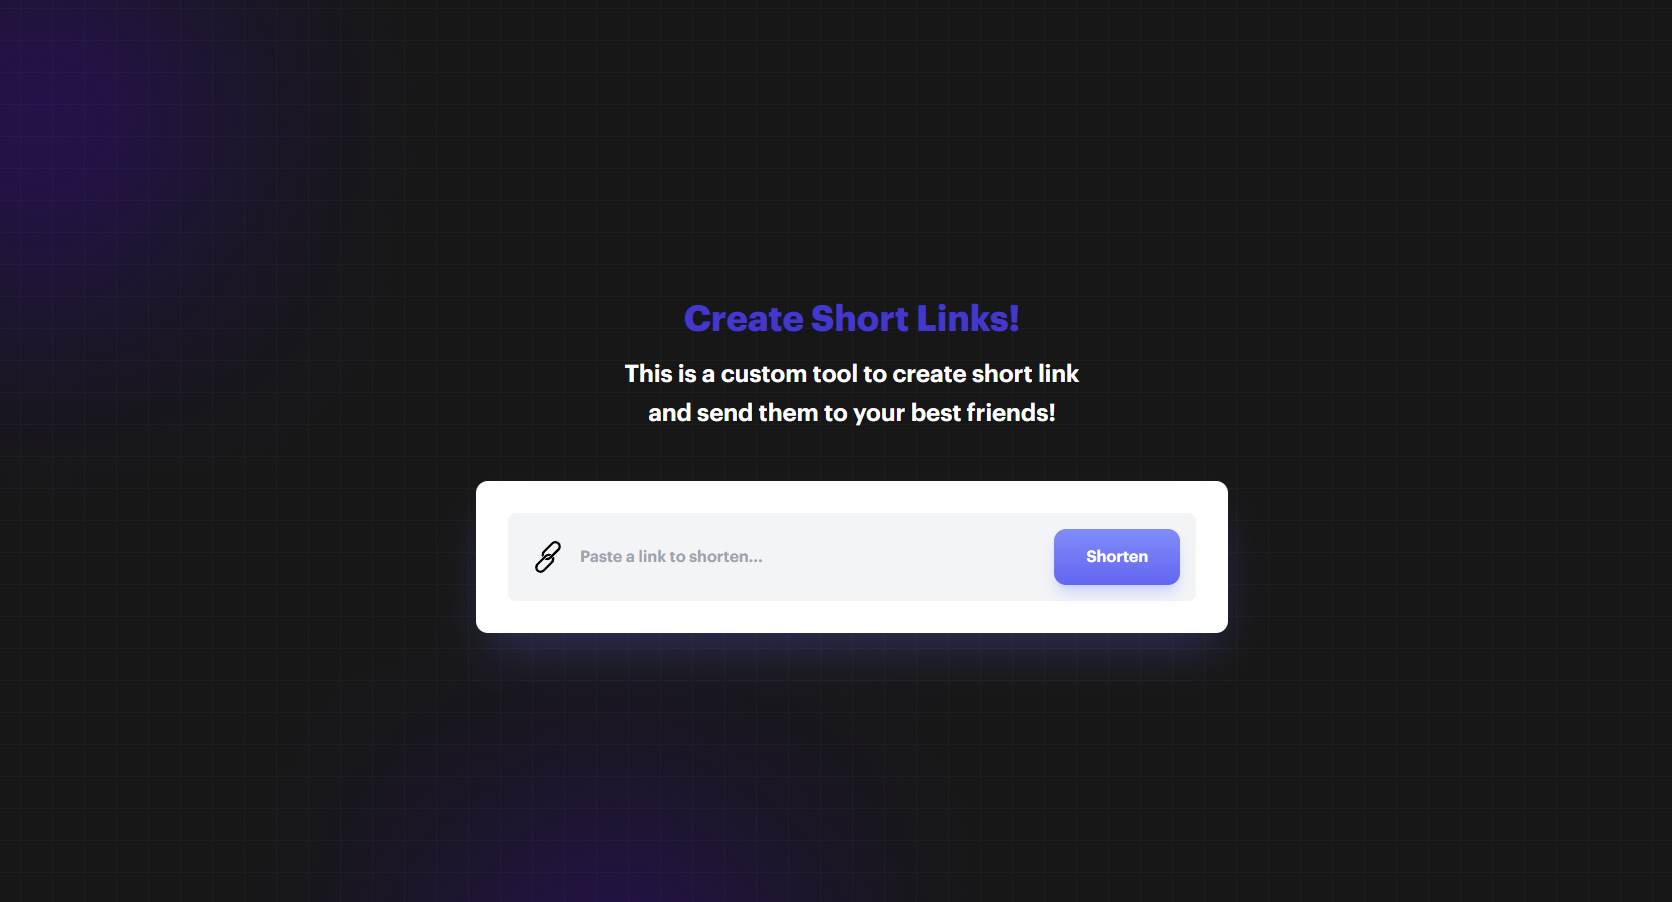 Create Short Links!
This is a custom tool to create short link
and send them to your best friends!
Paste a link to shorten...
Shorten